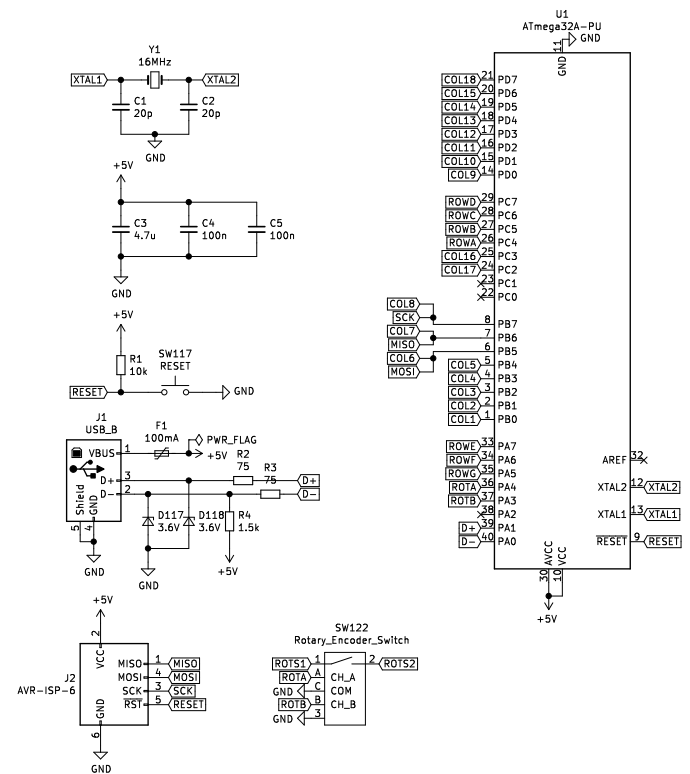 Y1
16MHz
XTAL1
XTAL2
C1
20p
C2
20p
GND
+5V
C3
4.7u
C4
100n
C5
100n
GND
+5V
R1
10k
SW117
RESET
RESET
GND
J1
USB_B
VBUS
1
F1
100mA
PWR_FLAG
+5V
R2
75
R3
75
D+
3
D+
D-
2
D-
Shield
GND
5
4
GND
D117
3.6V
D118
3.6V
R4
1.5k
GND
+5V
+5V
2
VCC
J2
AVR-ISP-6
MISO 1 MISO
MOSI 4 MOSI
SCK 3 SCK
RST 5 RESET
GND
6
GND
SW122
Rotary_Encoder_Switch
ROTS1 1
2 ROTS2
ROTA A CH_A
GND C COM
ROTB B CH_B
GND 3
U1
ATmega32A-PU
11
GND
GND
COL18 21 PD7
COL15 20 PD6
COL14 19 PD5
COL13 18 PD4
COL12 17 PD3
COL11 16 PD2
COL10 15 PD1
COL9 14 PD0
ROWD 29 PC7
ROWC 28 PC6
ROWB 27 PC5
ROWA 26 PC4
COL16 25 PC3
COL17 24 PC2
23 PC1
22 PC0
COL8
SCK
8 PB7
COL7
MISO
7 PB6
COL6
MOSI
6 PB5
COL5 5 PB4
COL4 4 PB3
COL3 3 PB2
COL2 2 PB1
COL1 1 PB0
ROWE 33 PA7
ROWF 34 PA6
ROWG 35 PA5
ROTA 36 PA4
ROTB 37 PA3
38 PA2
D+ 39 PA1
D- 40 PA0
AREF 32
XTAL2 12 XTAL2
XTAL1 13 XTAL1
RESET 9 RESET
AVCC
VCC
30
10
+5V